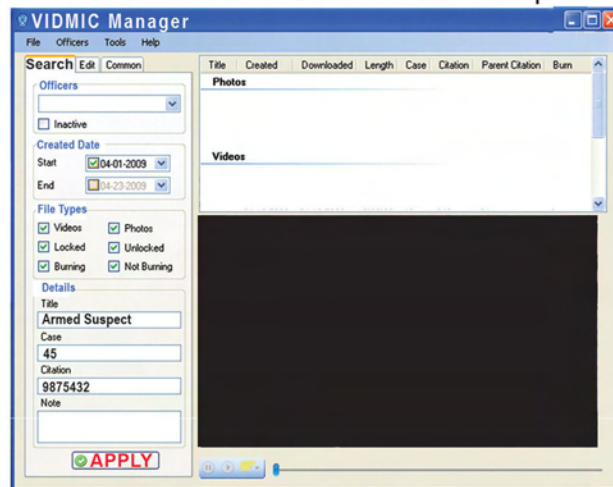 VIDMIC Manager
File Officers Tools Help
Search Edit Common
Officers
Inactive
Created Date
Start 04-01-2009
End 04-23-2009
File Types
Videos Photos
Locked Unlocked
Burning Not Burning
Details
Title
Armed Suspect
Case
45
Citation
9875432
Note
APPLY
Title Created Downloaded Length Case Citation Parent Citation Burn
Photos
Videos